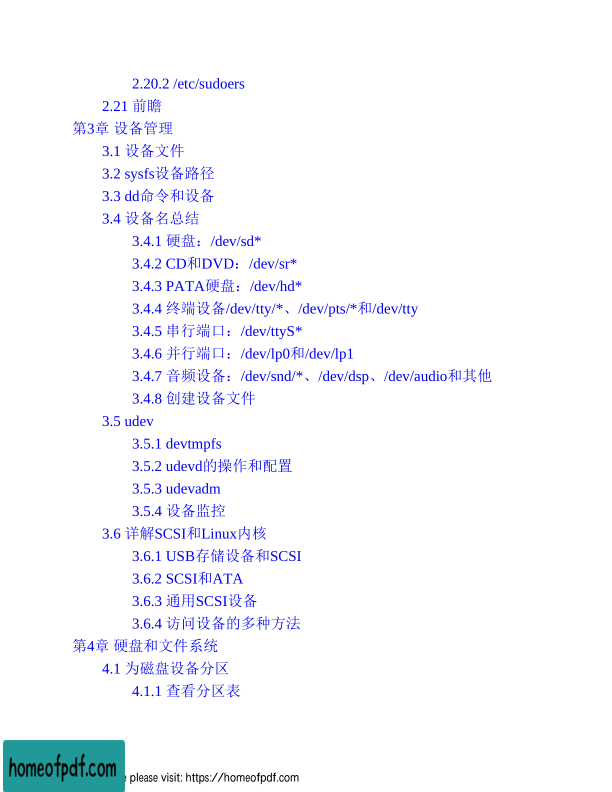 2.20.2 /etc/sudoers
2.21 前瞻
第3章 设备管理
3.1 设备文件
3.2 sysfs设备路径
3.3 dd命令和设备
3.4 设备名总结
3.4.1 硬盘：/dev/sd*
3.4.2 CD和DVD：/dev/sr*
3.4.3 PATA硬盘：/dev/hd*
3.4.4 终端设备/dev/tty/*、/dev/pts/*和/dev/tty
3.4.5 串行端口：/dev/ttyS*
3.4.6 并行端口：/dev/lp0和/dev/lp1
3.4.7 音频设备：/dev/snd/*、/dev/dsp、/dev/audio和其他
3.4.8 创建设备文件
3.5 udev
3.5.1 devtmpfs
3.5.2 udevd的操作和配置
3.5.3 udevadm
3.5.4 设备监控
3.6 详解SCSI和Linux内核
3.6.1 USB存储设备和SCSI
3.6.2 SCSI和ATA
3.6.3 通用SCSI设备
3.6.4 访问设备的多种方法
第4章 硬盘和文件系统
4.1 为磁盘设备分区
4.1.1 查看分区表
homeofpdf.com
please visit: https://homeofpdf.com